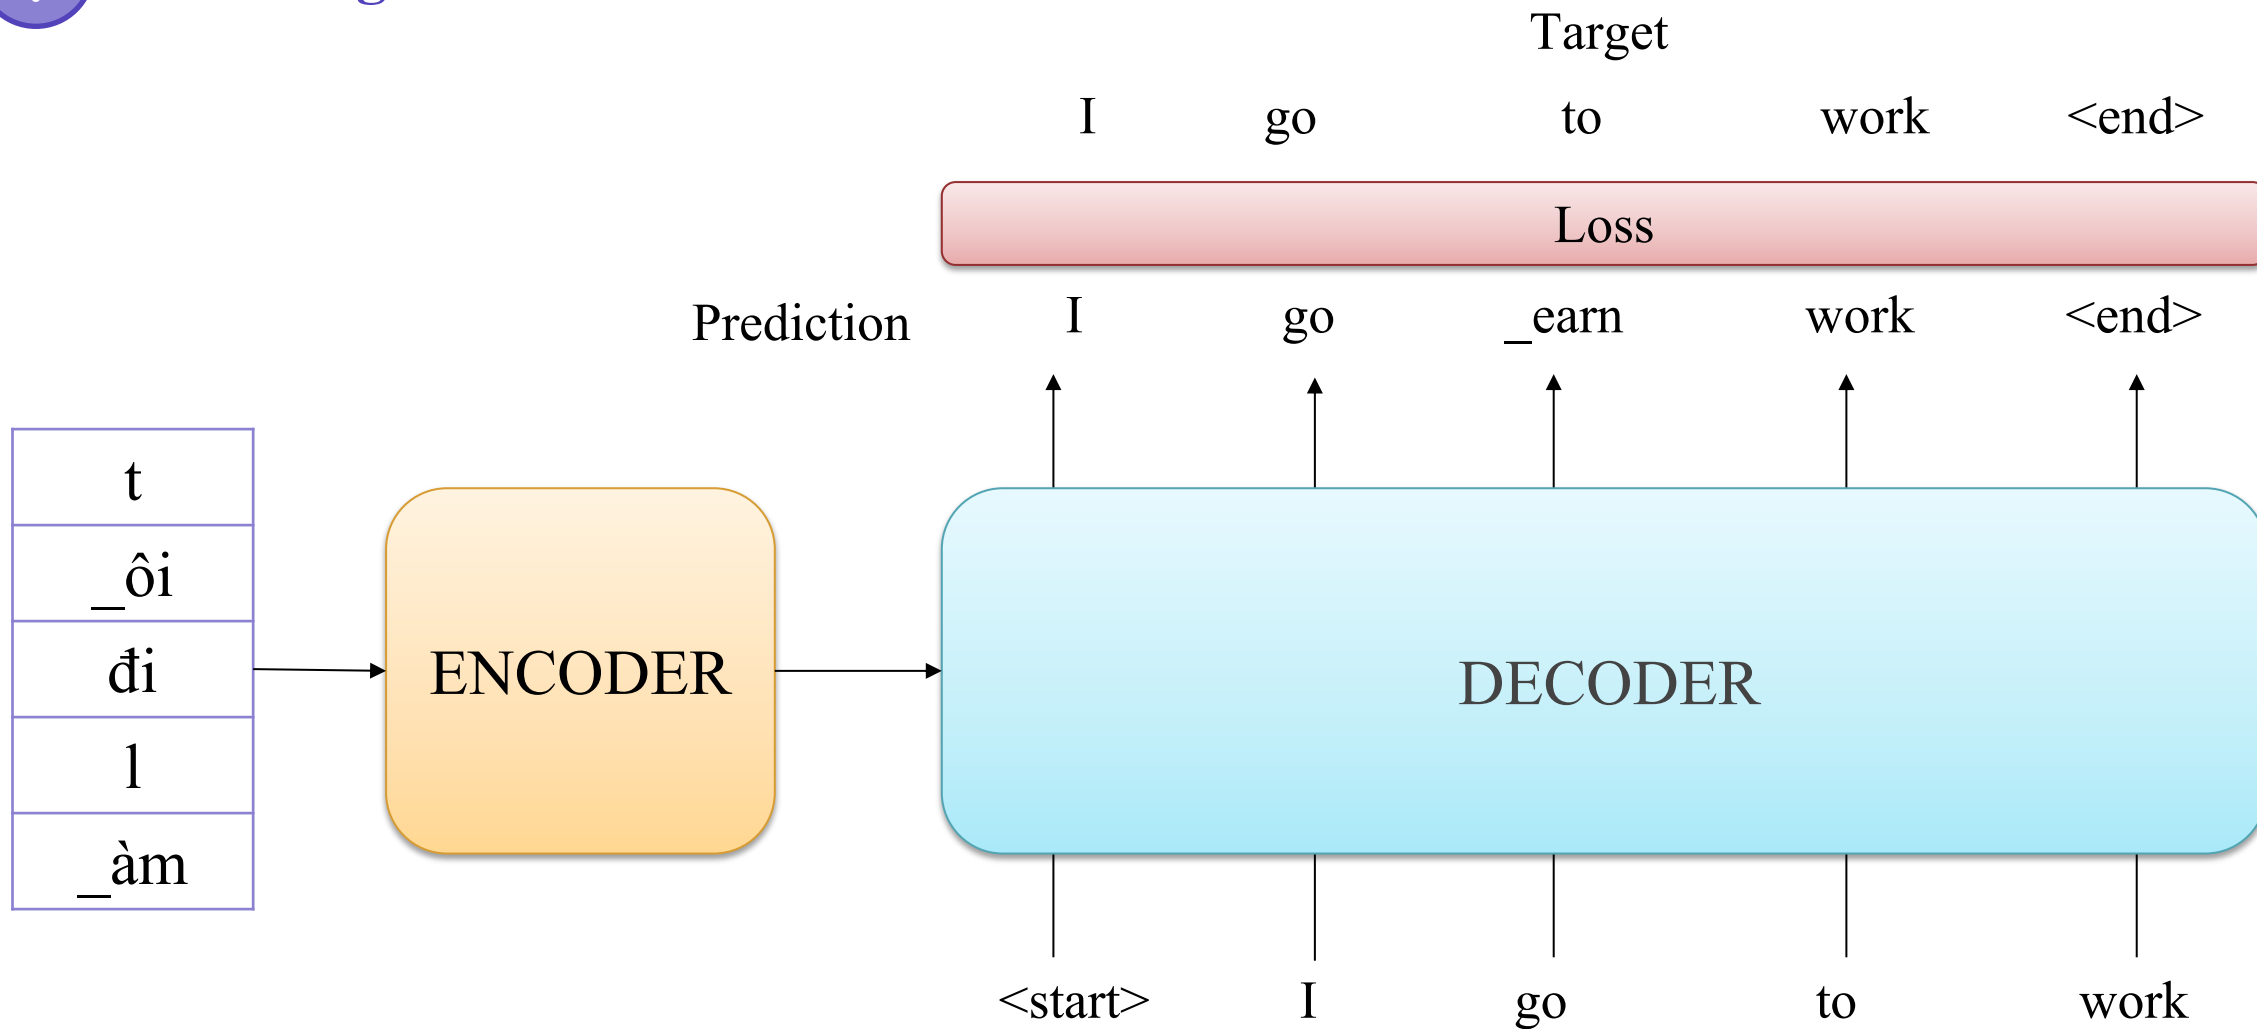 Target
I go to work <end>
Loss
Prediction I go _earn work <end>
t
_ôi
đi
l
_àm
ENCODER
DECODER
<start> I go to work